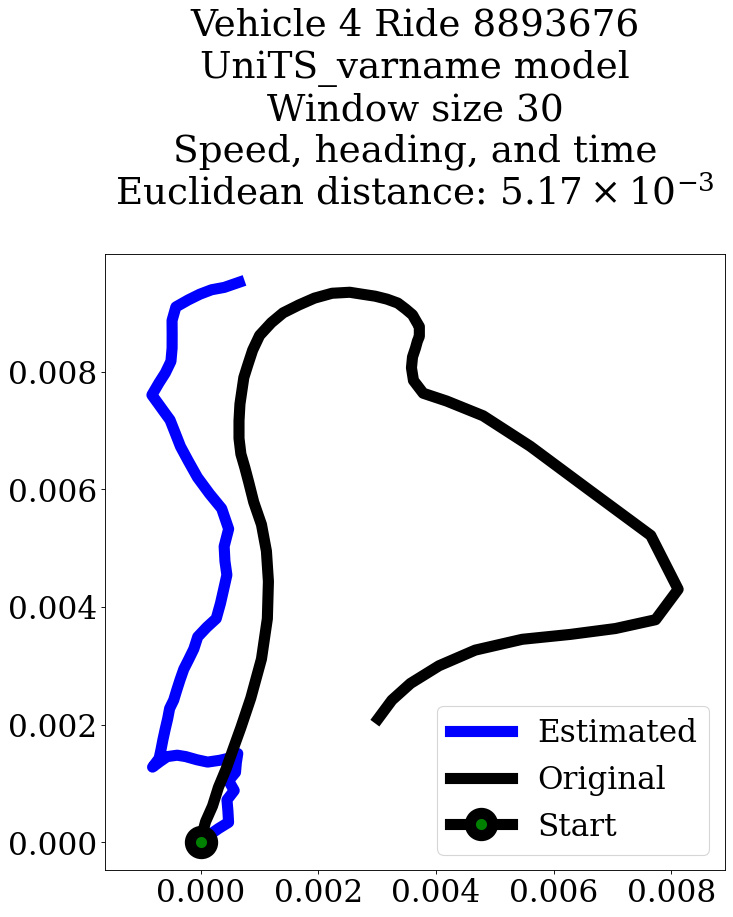 Vehicle 4 Ride 8893676
UniTS_varname model
Window size 30
Speed, heading, and time
Euclidean distance: 5.17 × 10⁻³
0.008
0.006
0.004
0.002
0.000
Estimated
Original
Start
0.000 0.002 0.004 0.006 0.008